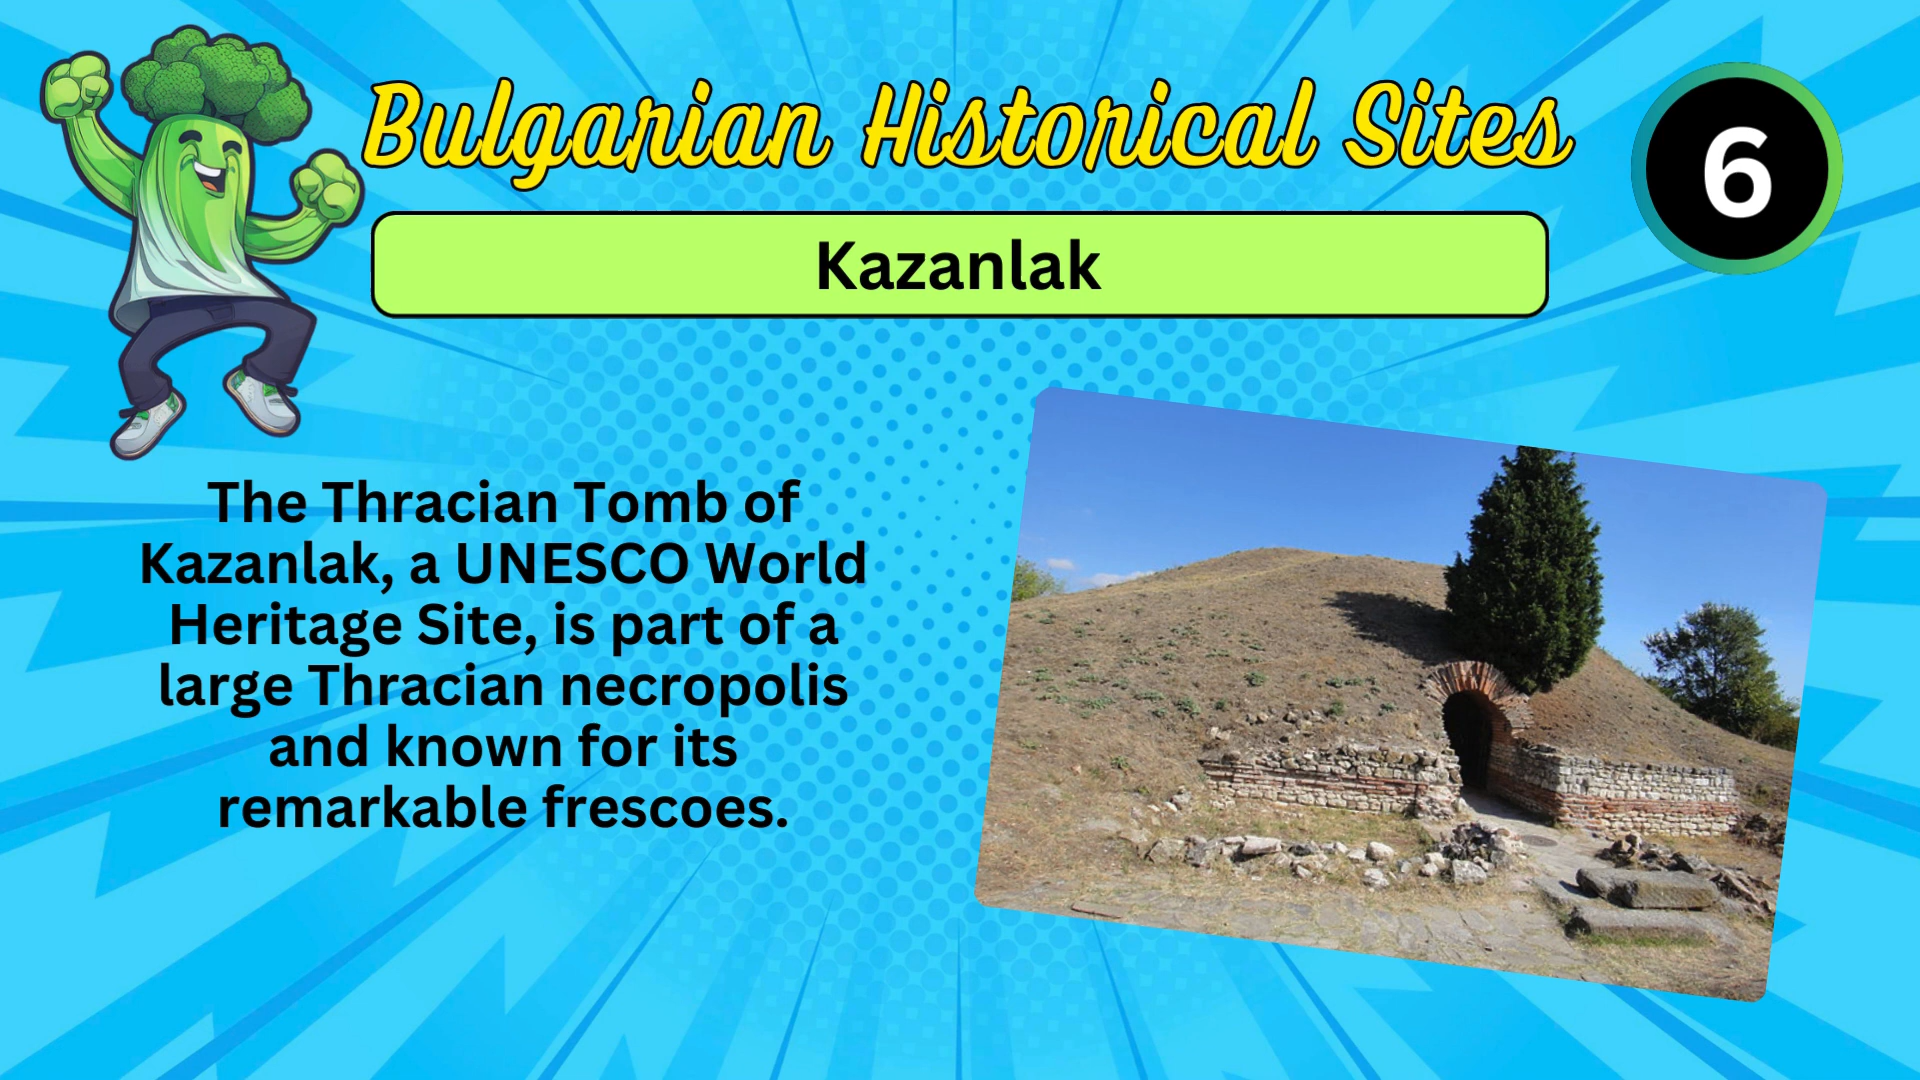 Bulgarian Historical Sites
6
Kazanlak
The Thracian Tomb of
Kazanlak, a UNESCO World
Heritage Site, is part of a
large Thracian necropolis
and known for its
remarkable frescoes.